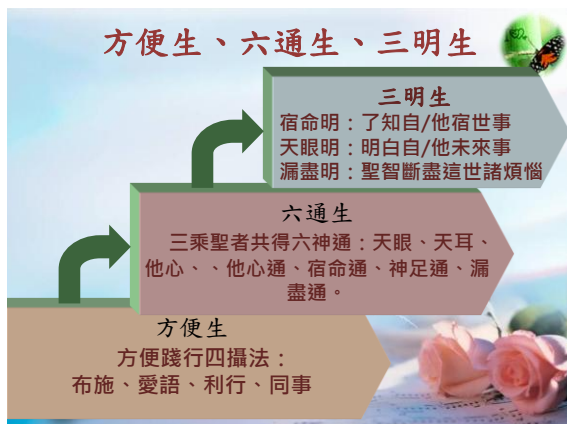 方便生、六通生、三明生
三明生
宿命明：了知自/他宿世事
天眼明：明白自/他未來事
漏盡明：聖智斷盡這世諸煩惱
六通生
三乘聖者共得六神通：天眼、天耳、
他心、、他心通、宿命通、神足通、漏
盡通。
方便生
方便踐行四攝法：
布施、愛語、利行、同事